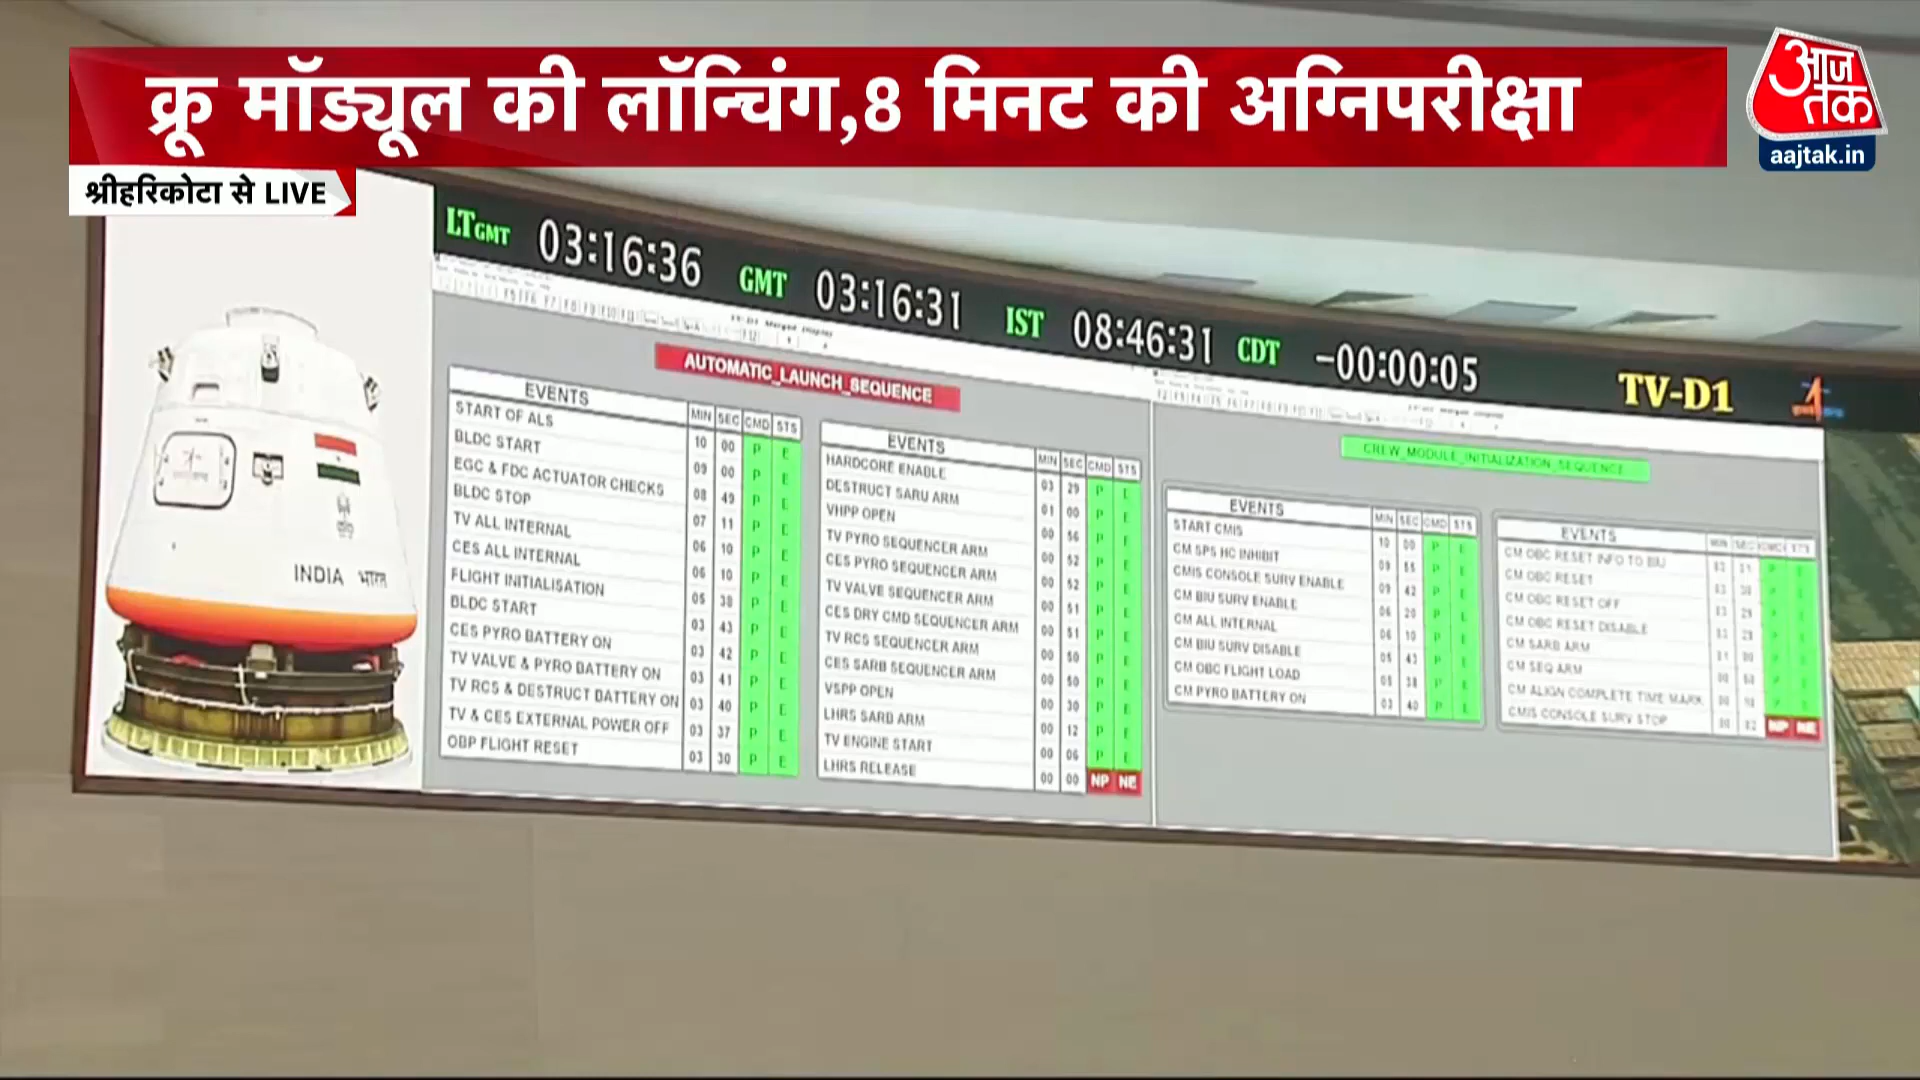 क्रू मॉड्यूल की लॉन्चिंग,8 मिनट की अग्निपरीक्षा
आज तक
aajtak.in
श्रीहरिकोटा से LIVE
LTGMT 03:16:36 GMT 03:16:31 IST 08:46:31 CDT -00:00:05 TV-D1
AUTOMATIC_LAUNCH_SEQUENCE
EVENTS MIN SEC CMD STS
START OF ALS 10 00 P E
BLDC START 09 00 P E
EGC & FDC ACTUATOR CHECKS 08 49 P E
BLDC STOP 07 11 P E
TV ALL INTERNAL 06 10 P E
CES ALL INTERNAL 06 10 P E
FLIGHT INITIALISATION 05 38 P E
BLDC START 03 43 P E
CES PYRO BATTERY ON 03 42 P E
TV VALVE & PYRO BATTERY ON 03 41 P E
TV RCS & DESTRUCT BATTERY ON 03 40 P E
TV & CES EXTERNAL POWER OFF 03 37 P E
OBP FLIGHT RESET 03 30 P E
EVENTS MIN SEC CMD STS
HARDCORE ENABLE 03 29 P E
DESTRUCT SARU ARM 01 00 P E
VHPP OPEN 00 56 P E
TV PYRO SEQUENCER ARM 00 52 P E
CES PYRO SEQUENCER ARM 00 52 P E
TV VALVE SEQUENCER ARM 00 51 P E
CES DRY CMD SEQUENCER ARM 00 51 P E
TV RCS SEQUENCER ARM 00 50 P E
CES SARB SEQUENCER ARM 00 50 P E
VSPP OPEN 00 30 P E
LHRS SARB ARM 00 12 P E
TV ENGINE START 00 06 P E
LHRS RELEASE 00 00 NP NE
CREW_MODULE_INITIALIZATION_SEQUENCE
EVENTS MIN SEC CMD STS
START CMIS 10 00 P E
CM SPS HC INHIBIT 09 55 P E
CMIS CONSOLE SURV ENABLE 09 42 P E
CM BIU SURV ENABLE 06 20 P E
CM ALL INTERNAL 06 10 P E
CM BIU SURV DISABLE 05 43 P E
CM OBC FLIGHT LOAD 05 38 P E
CM PYRO BATTERY ON 03 40 P E
EVENTS MIN SEC CMD STS
CM OBC RESET INFO TO BIU
CM OBC RESET
CM OBC RESET OFF
CM OBC RESET DISABLE
CM SARB ARM
CM SEQ ARM
CM ALIGN COMPLETE TIME MARK
CMIS CONSOLE SURV STOP NP NE
INDIA भारत